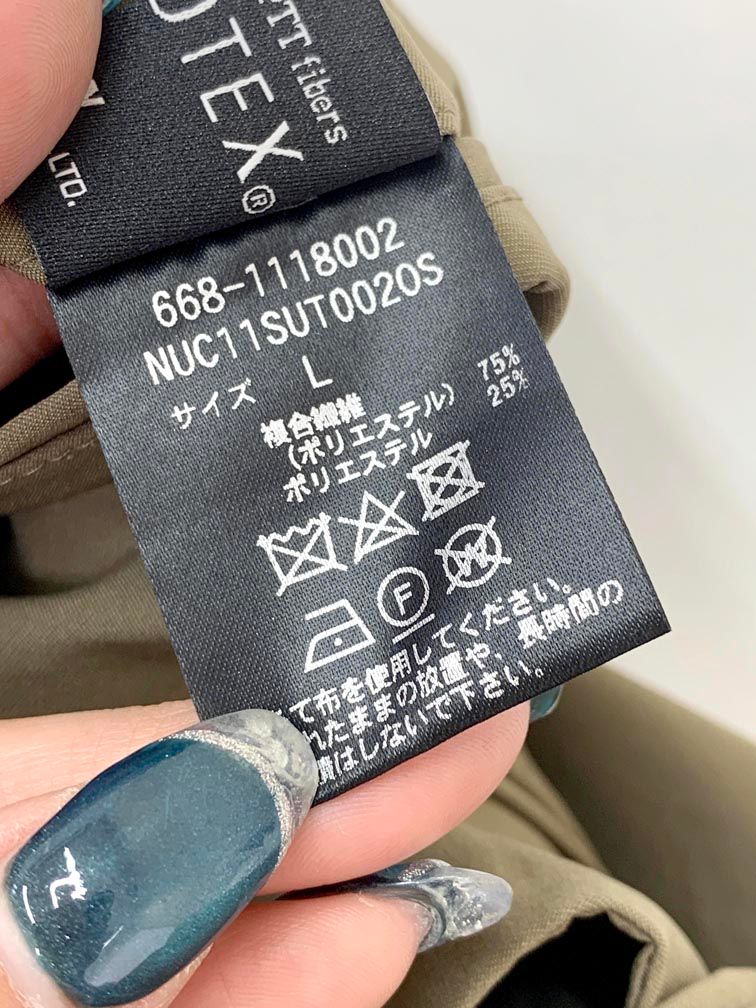 PTT fibers
OTEX®
LTD.
668-1118002
NUC11SUT0020S
サイズ L
複合繊維
(ポリエステル) 75%
ポリエステル 25%
F
W
て布を使用してください。
れたままの放置や、長時間の
漬はしないで下さい。